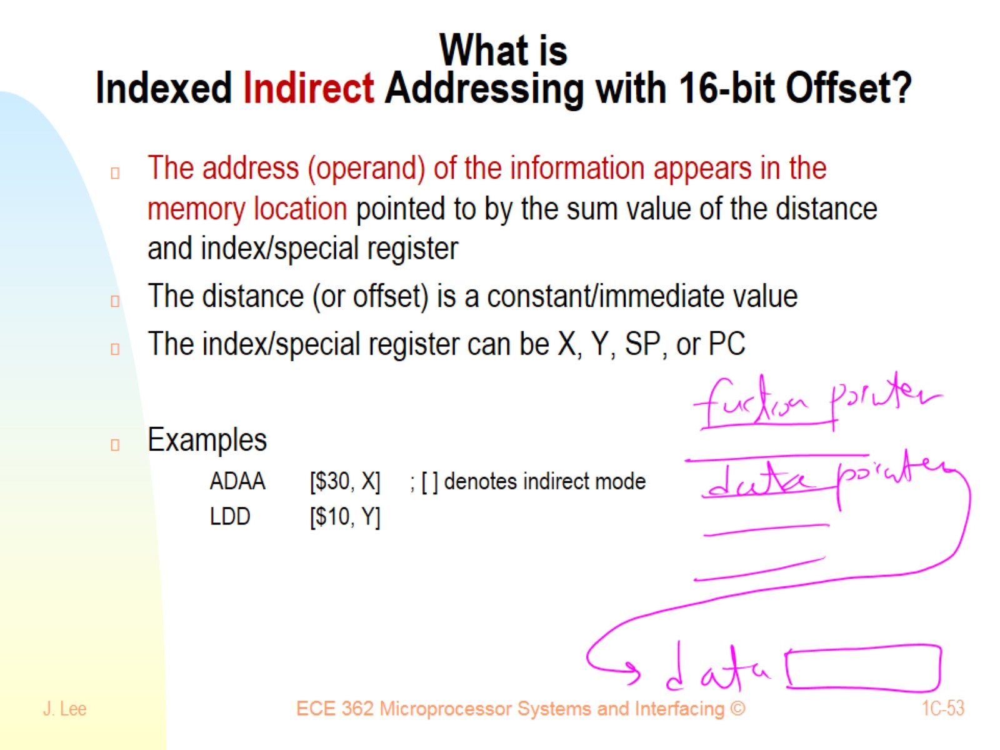 What is
Indexed Indirect Addressing with 16-bit Offset?
The address (operand) of the information appears in the
memory location pointed to by the sum value of the distance
and index/special register
The distance (or offset) is a constant/immediate value
The index/special register can be X, Y, SP, or PC
fuction pointer
Examples
data pointer
ADAA [$30, X] ; [ ] denotes indirect mode
LDD [$10, Y]
data
J. Lee ECE 362 Microprocessor Systems and Interfacing © 1C-53